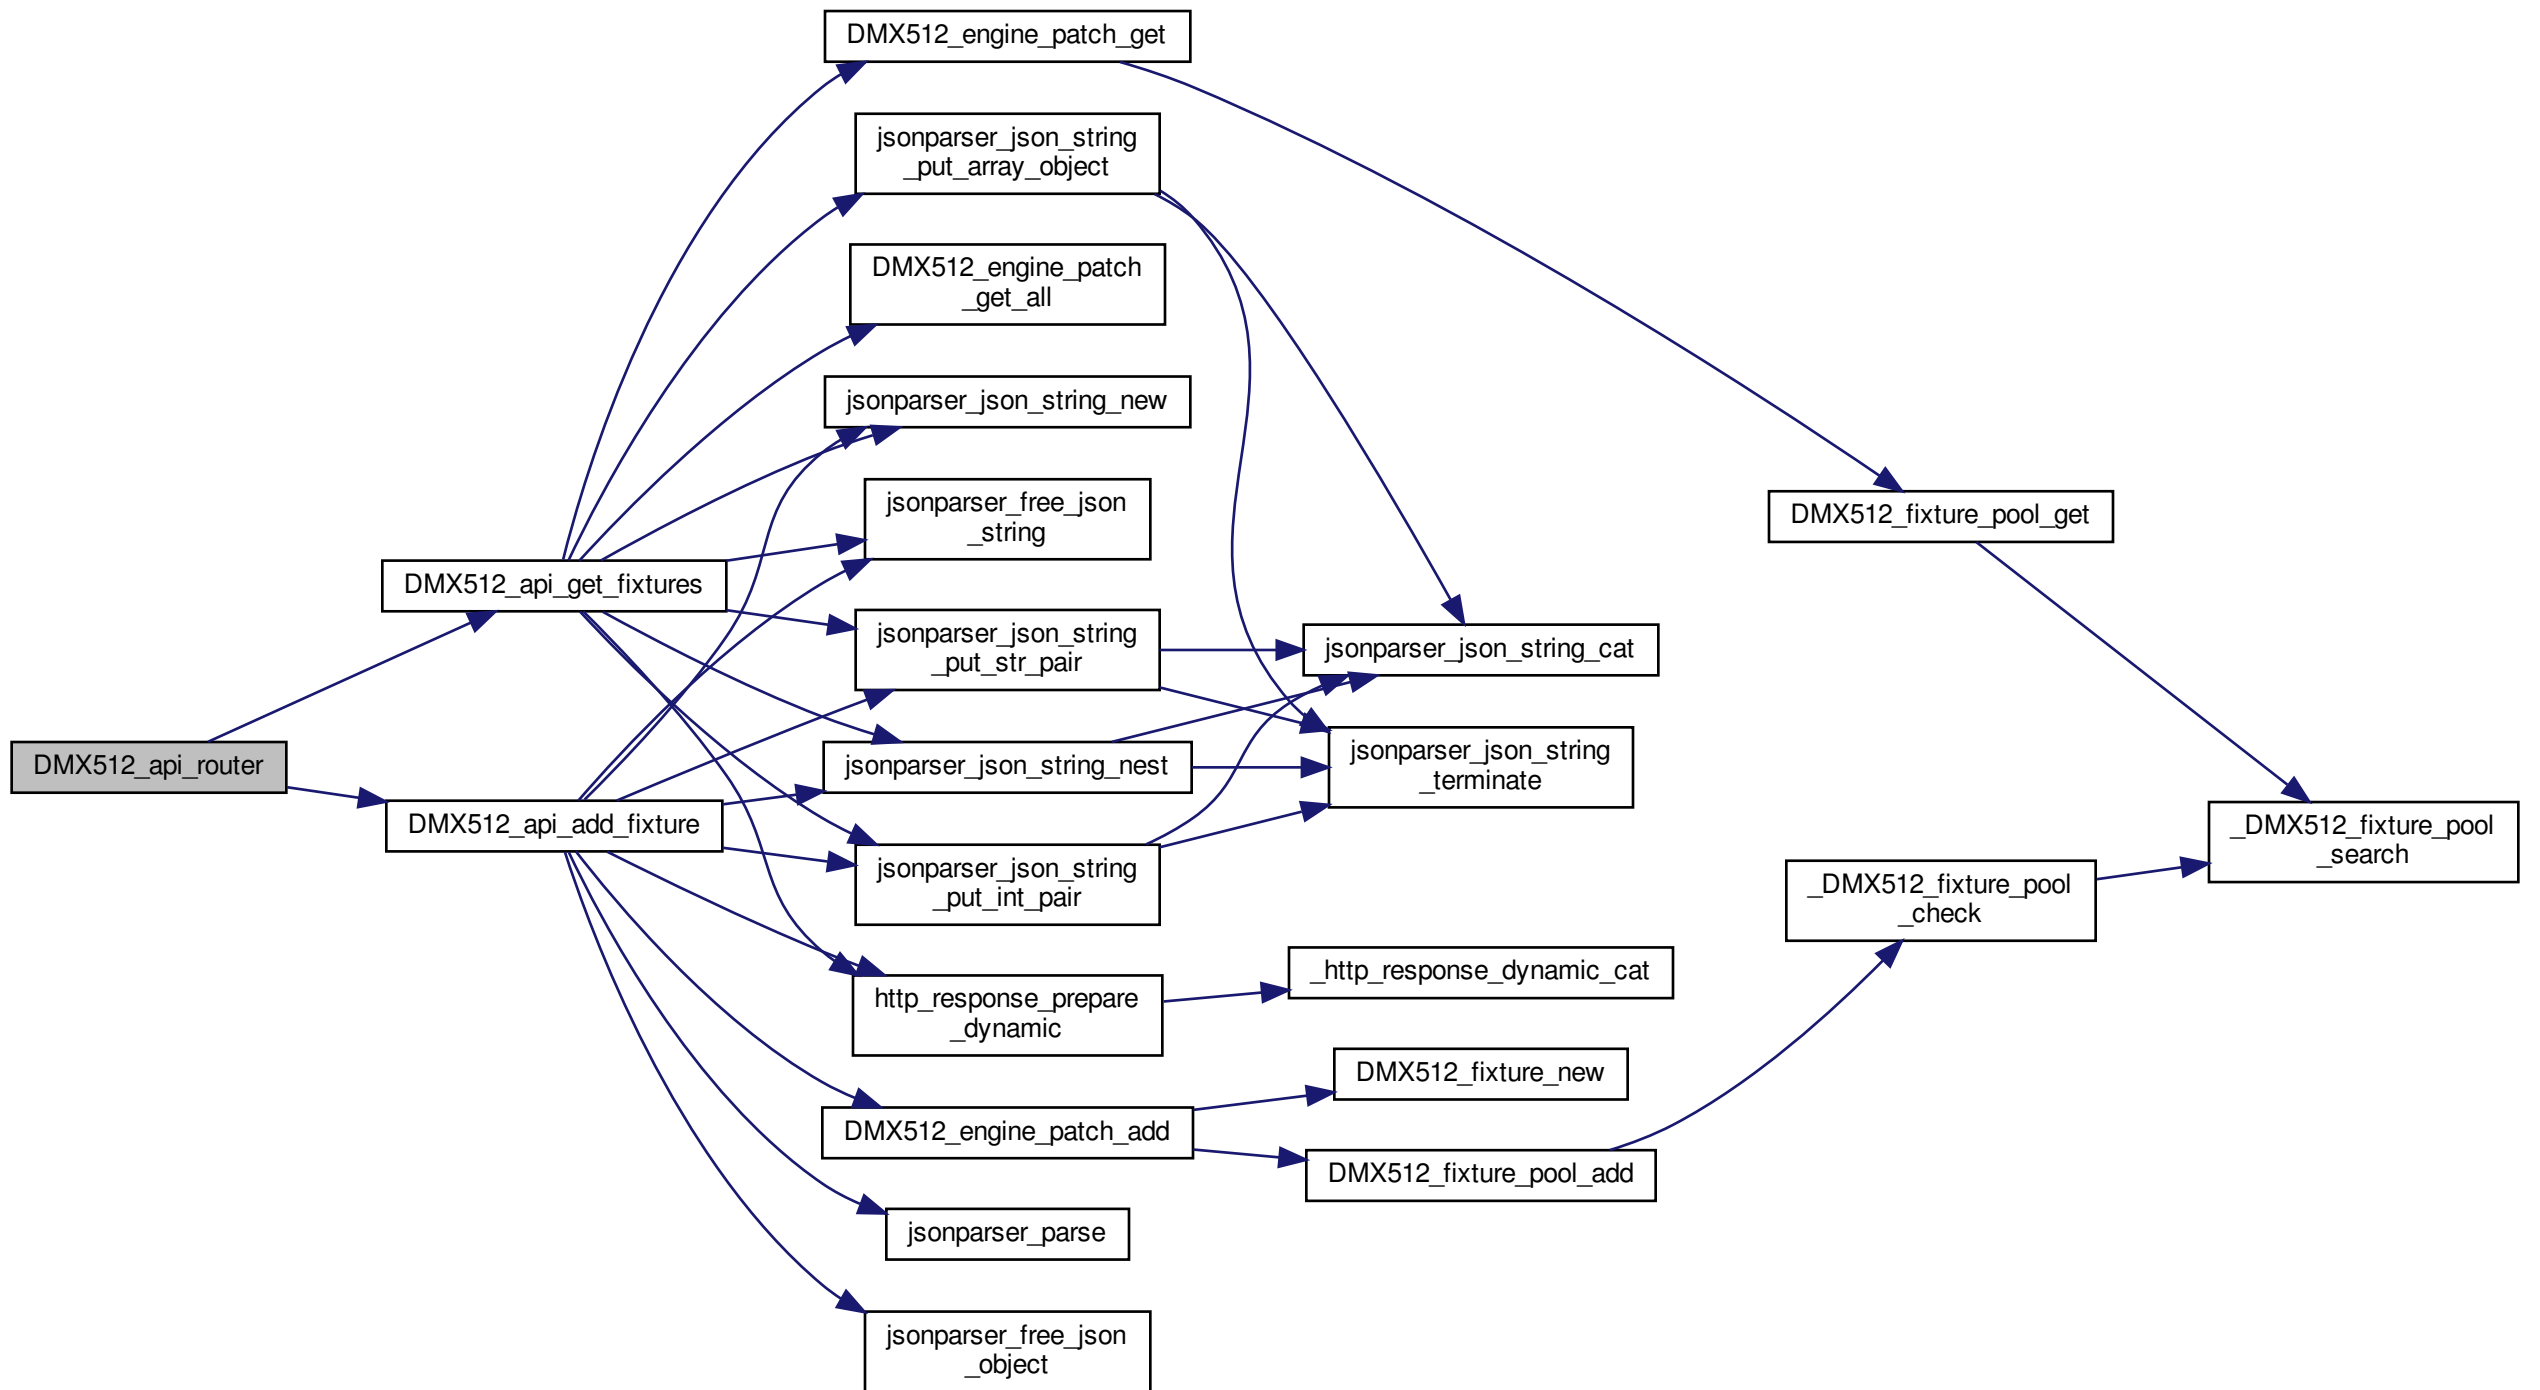 DMX512_api_router
DMX512_api_get_fixtures
DMX512_api_add_fixture
DMX512_engine_patch_get
jsonparser_json_string
_put_array_object
DMX512_engine_patch
_get_all
jsonparser_json_string_new
jsonparser_free_json
_string
jsonparser_json_string
_put_str_pair
jsonparser_json_string_nest
jsonparser_json_string
_put_int_pair
http_response_prepare
_dynamic
DMX512_engine_patch_add
jsonparser_parse
jsonparser_free_json
_object
jsonparser_json_string_cat
jsonparser_json_string
_terminate
_http_response_dynamic_cat
DMX512_fixture_new
DMX512_fixture_pool_add
DMX512_fixture_pool_get
_DMX512_fixture_pool
_check
_DMX512_fixture_pool
_search